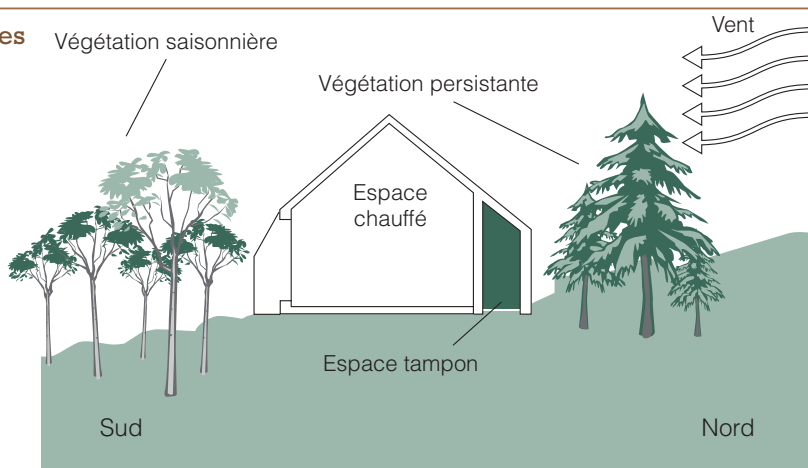 es
Végétation saisonnière
Vent
Végétation persistante
Espace
chauffé
Espace tampon
Sud
Nord